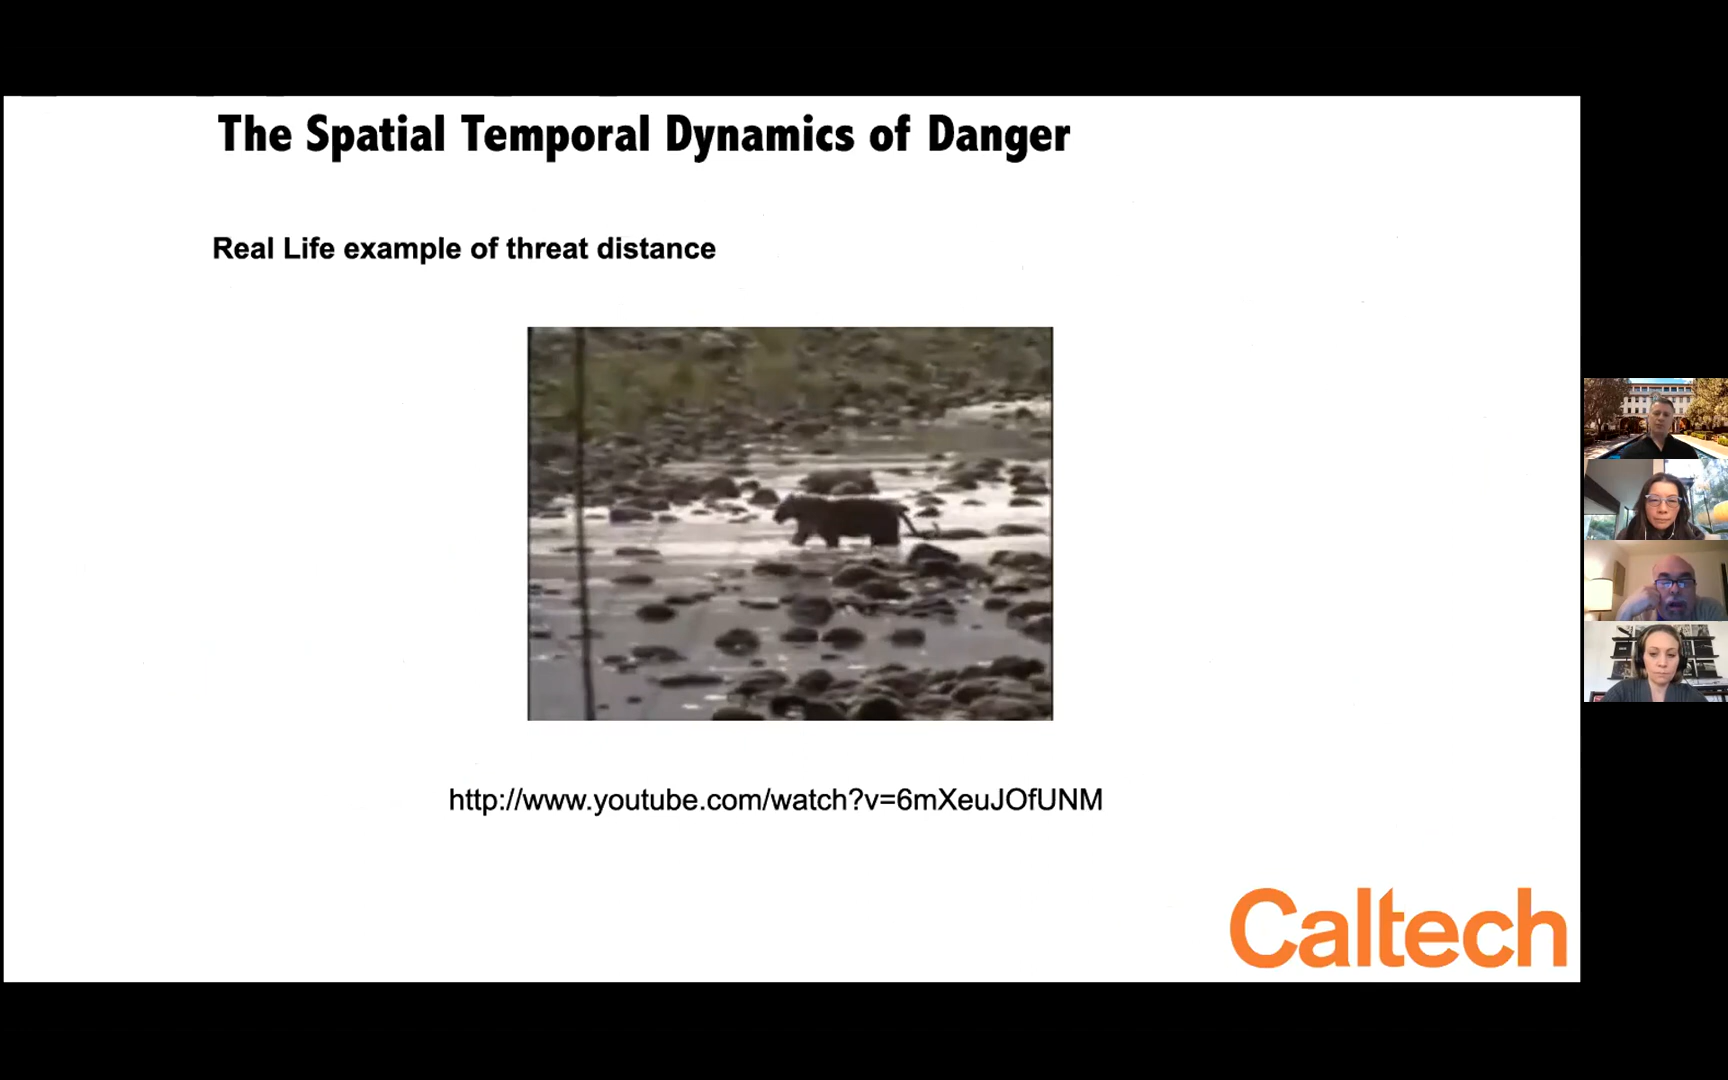 The Spatial Temporal Dynamics of Danger
Real Life example of threat distance
http://www.youtube.com/watch?v=6mXeuJOfUNM
Caltech